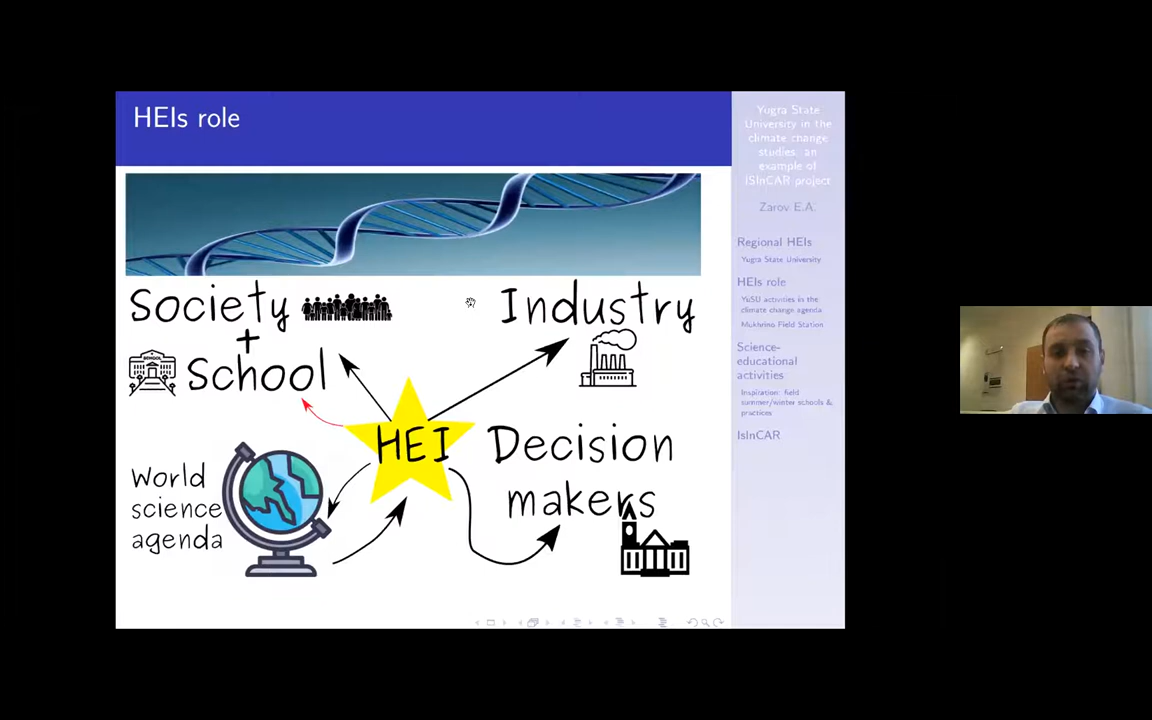 HEIs role
Society
+
School
SCHOOL
Industry
HEI
Decision
makers
World
science
agenda
Yugra State
University in the
climate change
studies: an
example of
ISInCAR project
Zarov E.A.
Regional HEIs
Yugra State University
HEIs role
YuSU activities in the
climate change agenda
Mukhrino Field Station
Science-
educational
activities
Inspiration: field
summer/winter schools &
practices
IsInCAR